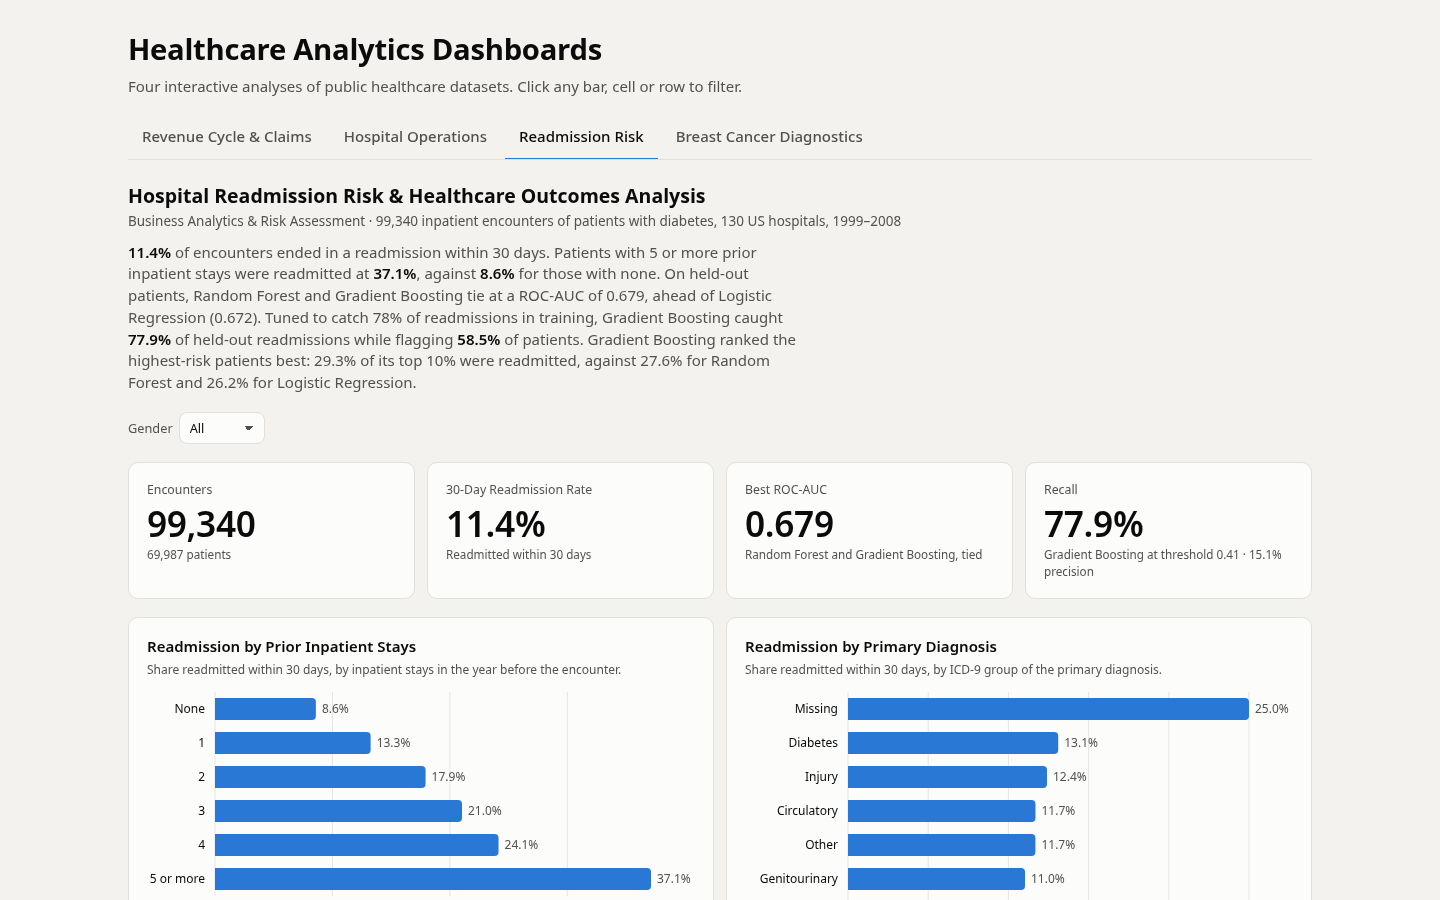 Healthcare Analytics Dashboards
Four interactive analyses of public healthcare datasets. Click any bar, cell or row to filter.
Revenue Cycle & Claims
Hospital Operations
Readmission Risk
Breast Cancer Diagnostics
Hospital Readmission Risk & Healthcare Outcomes Analysis
Business Analytics & Risk Assessment · 99,340 inpatient encounters of patients with diabetes, 130 US hospitals, 1999–2008
11.4% of encounters ended in a readmission within 30 days. Patients with 5 or more prior
inpatient stays were readmitted at 37.1%, against 8.6% for those with none. On held-out
patients, Random Forest and Gradient Boosting tie at a ROC-AUC of 0.679, ahead of Logistic
Regression (0.672). Tuned to catch 78% of readmissions in training, Gradient Boosting caught
77.9% of held-out readmissions while flagging 58.5% of patients. Gradient Boosting ranked the
highest-risk patients best: 29.3% of its top 10% were readmitted, against 27.6% for Random
Forest and 26.2% for Logistic Regression.
Gender
All
Encounters
99,340
69,987 patients
30-Day Readmission Rate
11.4%
Readmitted within 30 days
Best ROC-AUC
0.679
Random Forest and Gradient Boosting, tied
Recall
77.9%
Gradient Boosting at threshold 0.41 · 15.1%
precision
Readmission by Prior Inpatient Stays
Share readmitted within 30 days, by inpatient stays in the year before the encounter.
None 8.6%
1 13.3%
2 17.9%
3 21.0%
4 24.1%
5 or more 37.1%
Readmission by Primary Diagnosis
Share readmitted within 30 days, by ICD-9 group of the primary diagnosis.
Missing 25.0%
Diabetes 13.1%
Injury 12.4%
Circulatory 11.7%
Other 11.7%
Genitourinary 11.0%